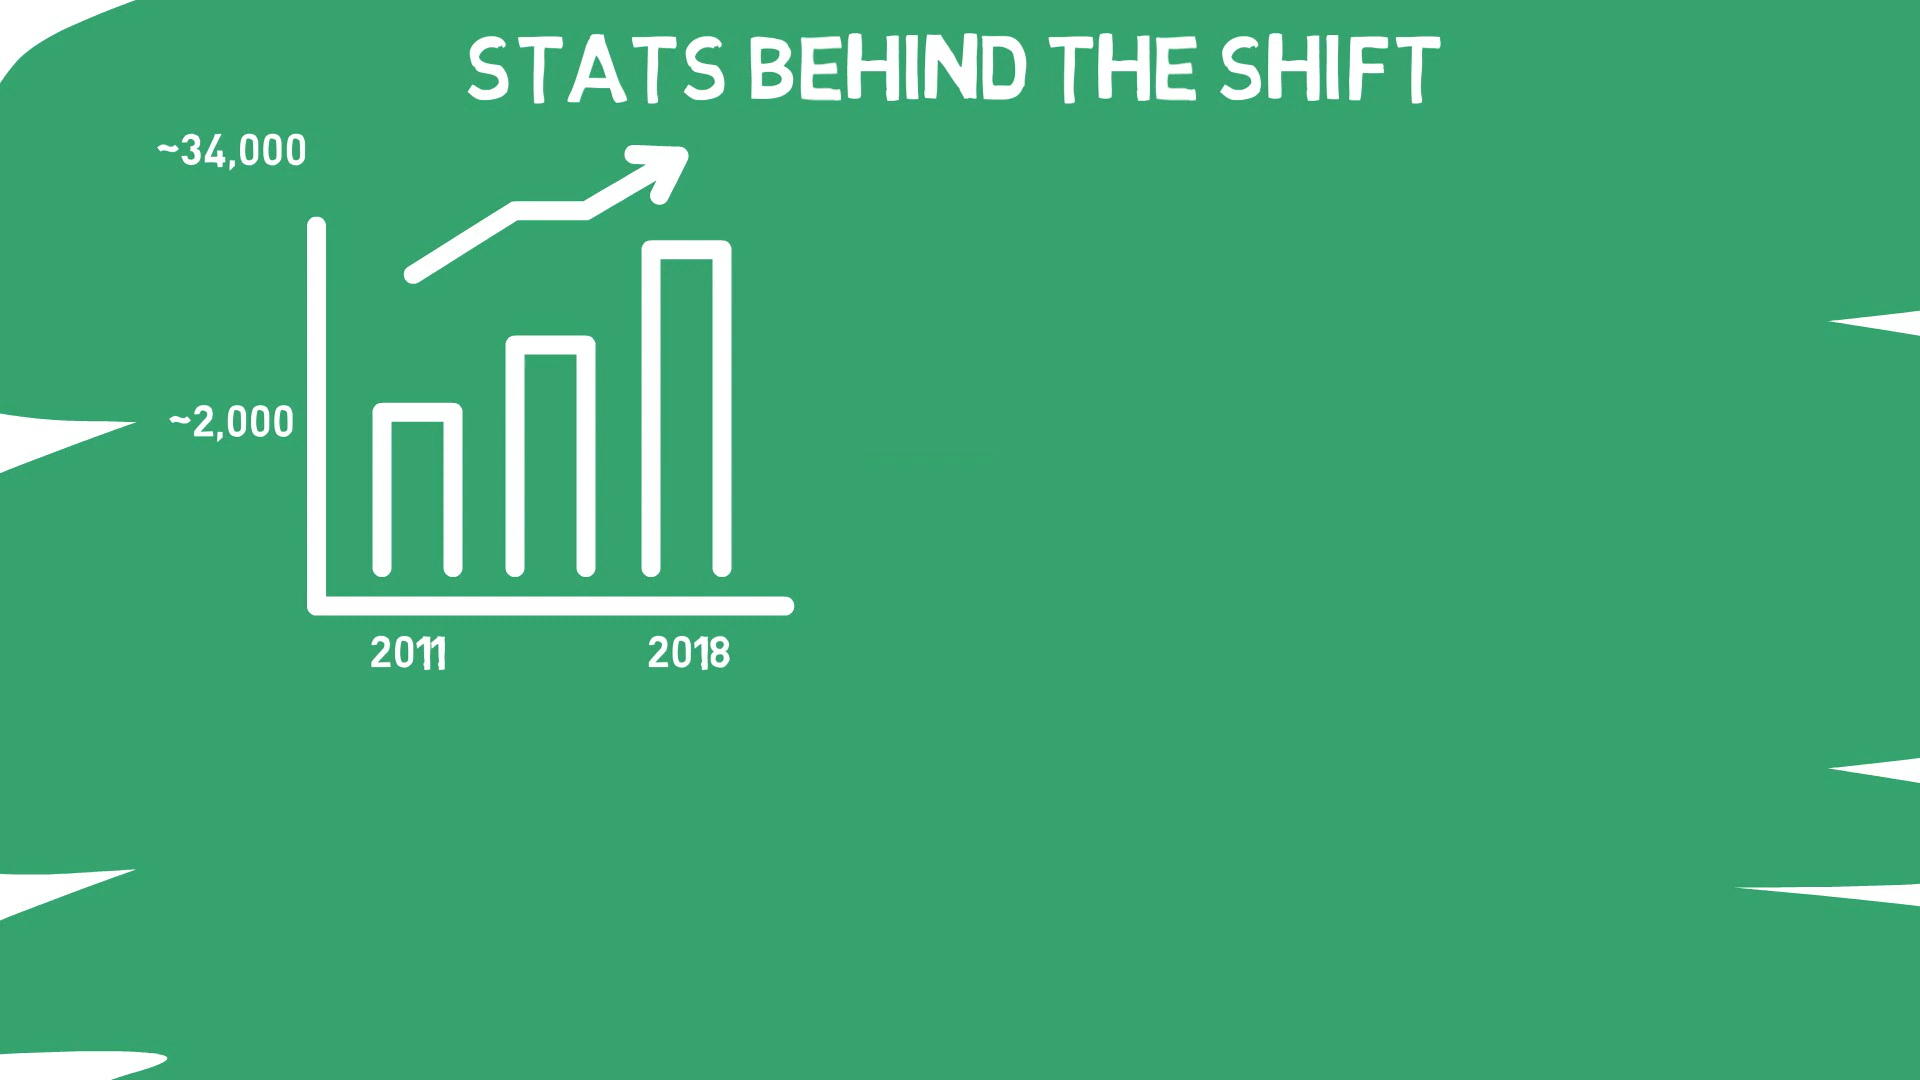 STATS BEHIND THE SHIFT
~34,000
~2,000
2011
2018